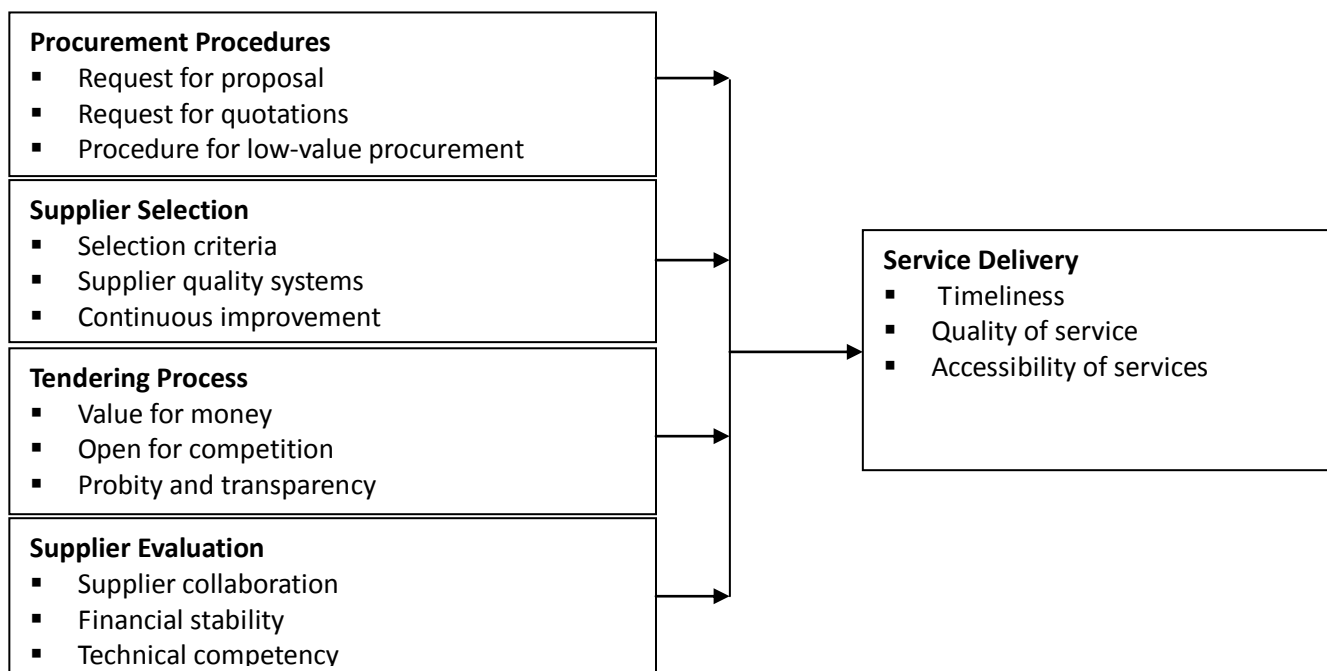 Procurement Procedures
▪ Request for proposal
▪ Request for quotations
▪ Procedure for low-value procurement
Supplier Selection
▪ Selection criteria
▪ Supplier quality systems
▪ Continuous improvement
Tendering Process
▪ Value for money
▪ Open for competition
▪ Probity and transparency
Supplier Evaluation
▪ Supplier collaboration
▪ Financial stability
▪ Technical competency
Service Delivery
▪ Timeliness
▪ Quality of service
▪ Accessibility of services